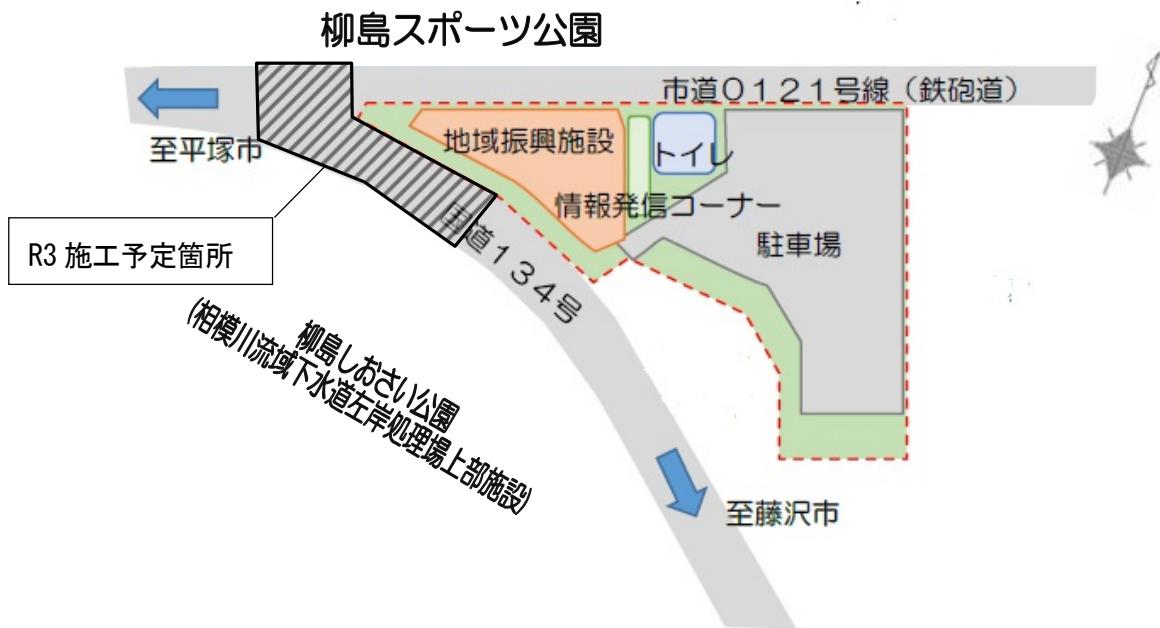 柳島スポーツ公園
市道０１２１号線（鉄砲道）
至平塚市
地域振興施設
トイレ
情報発信コーナー
駐車場
R3 施工予定箇所
国道１３４号
柳島しおさい公園
(相模川流域下水道左岸処理場上部施設)
至藤沢市